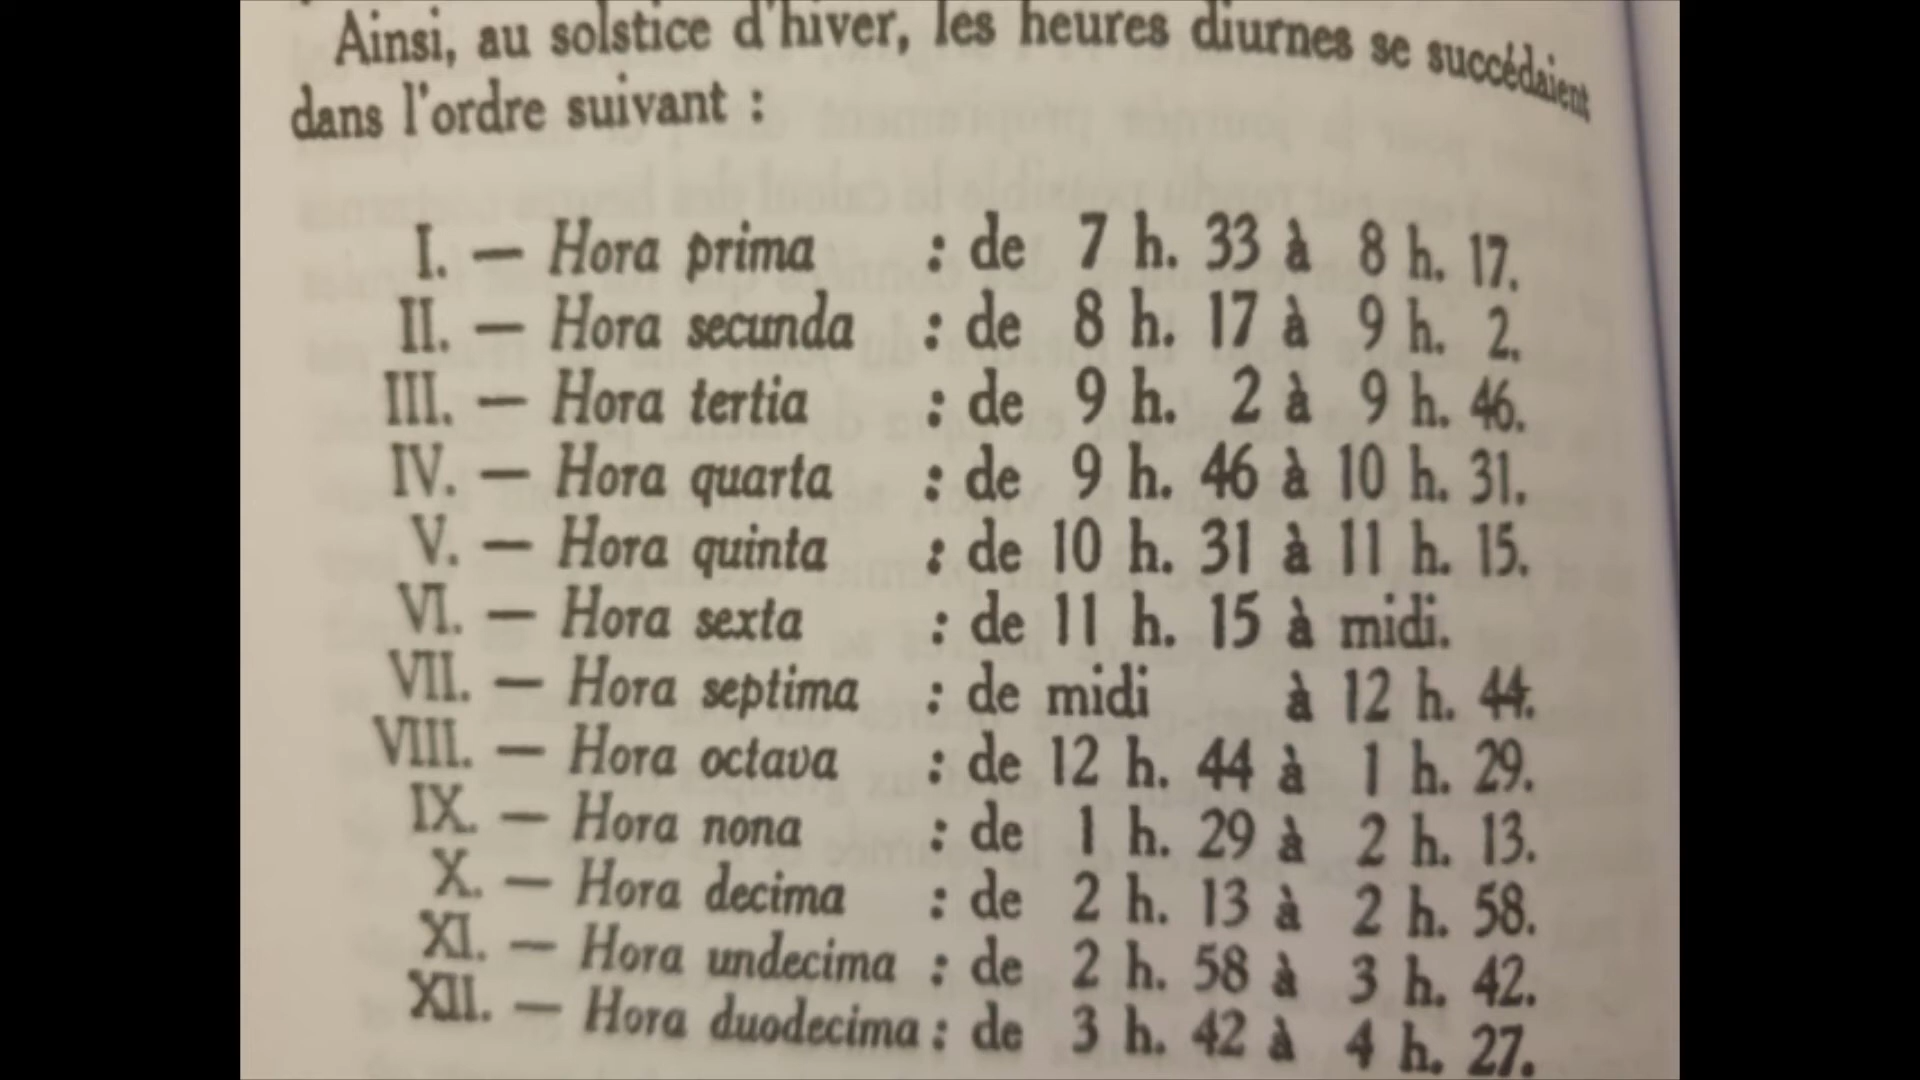 Ainsi, au solstice d'hiver, les heures diurnes se succédaient
dans l'ordre suivant :
I. — Hora prima : de 7 h. 33 à 8 h. 17.
II. — Hora secunda : de 8 h. 17 à 9 h. 2.
III. — Hora tertia : de 9 h. 2 à 9 h. 46.
IV. — Hora quarta : de 9 h. 46 à 10 h. 31.
V. — Hora quinta : de 10 h. 31 à 11 h. 15.
VI. — Hora sexta : de 11 h. 15 à midi.
VII. — Hora septima : de midi à 12 h. 44.
VIII. — Hora octava : de 12 h. 44 à 1 h. 29.
IX. — Hora nona : de 1 h. 29 à 2 h. 13.
X. — Hora decima : de 2 h. 13 à 2 h. 58.
XI. — Hora undecima : de 2 h. 58 à 3 h. 42.
XII. — Hora duodecima : de 3 h. 42 à 4 h. 27.